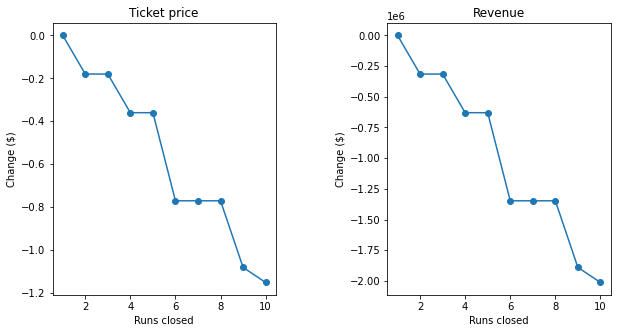 Ticket price
0.0
−0.2
−0.4
−0.6
−0.8
−1.0
−1.2
Change ($)
2 4 6 8 10
Runs closed
Revenue
1e6
0.00
−0.25
−0.50
−0.75
−1.00
−1.25
−1.50
−1.75
−2.00
Change ($)
2 4 6 8 10
Runs closed